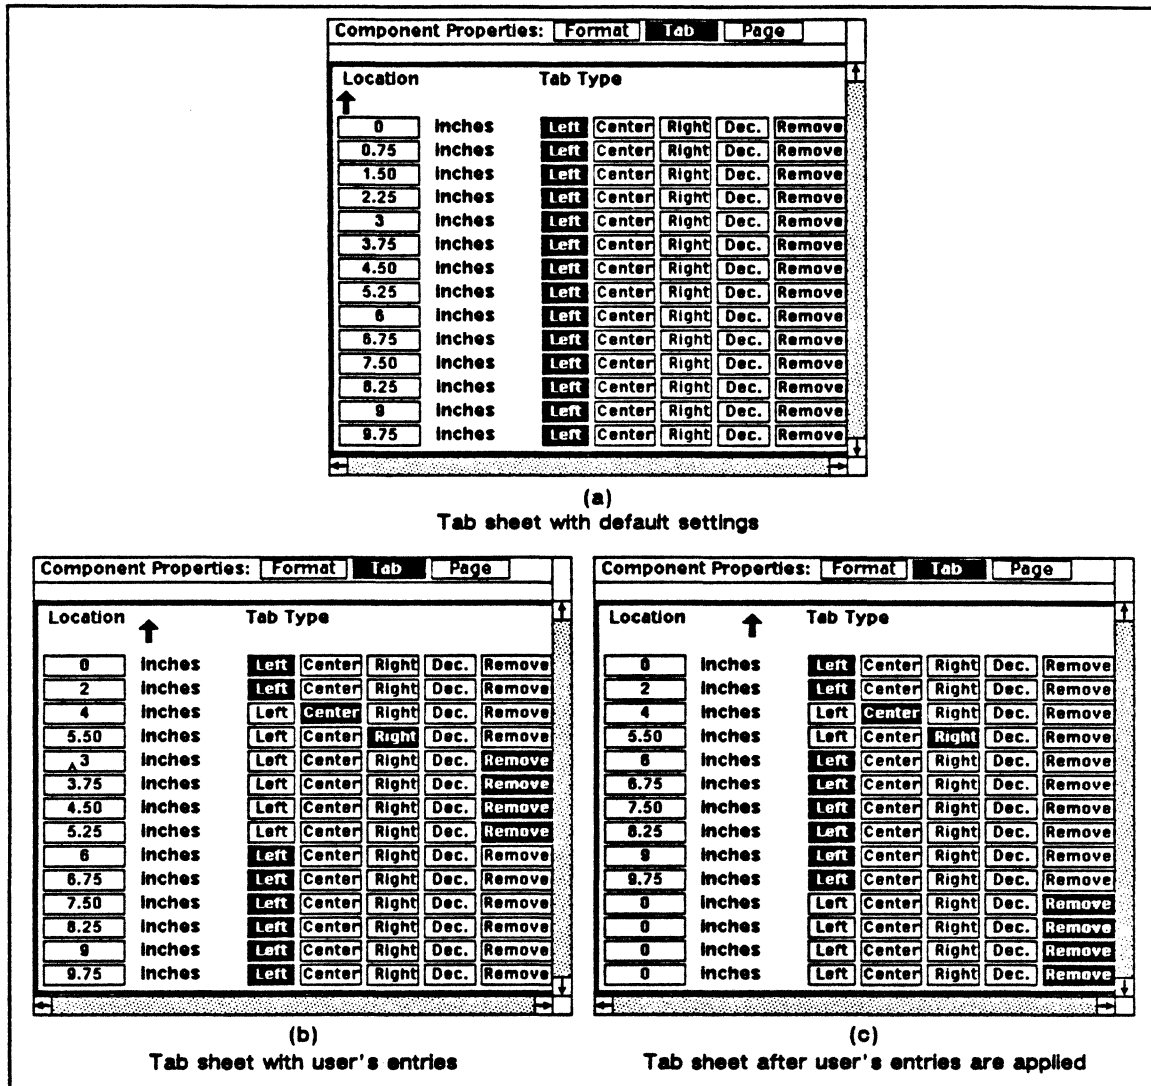 Component Properties: Format Tab Page
Location Tab Type
0 inches Left Center Right Dec. Remove
0.75 inches Left Center Right Dec. Remove
1.50 inches Left Center Right Dec. Remove
2.25 inches Left Center Right Dec. Remove
3 inches Left Center Right Dec. Remove
3.75 inches Left Center Right Dec. Remove
4.50 inches Left Center Right Dec. Remove
5.25 inches Left Center Right Dec. Remove
6 inches Left Center Right Dec. Remove
6.75 inches Left Center Right Dec. Remove
7.50 inches Left Center Right Dec. Remove
8.25 inches Left Center Right Dec. Remove
9 inches Left Center Right Dec. Remove
9.75 inches Left Center Right Dec. Remove
(a)
Tab sheet with default settings
Component Properties: Format Tab Page
Location Tab Type
0 inches Left Center Right Dec. Remove
2 inches Left Center Right Dec. Remove
4 inches Left Center Right Dec. Remove
5.50 inches Left Center Right Dec. Remove
3 inches Left Center Right Dec. Remove
3.75 inches Left Center Right Dec. Remove
4.50 inches Left Center Right Dec. Remove
5.25 inches Left Center Right Dec. Remove
6 inches Left Center Right Dec. Remove
6.75 inches Left Center Right Dec. Remove
7.50 inches Left Center Right Dec. Remove
8.25 inches Left Center Right Dec. Remove
9 inches Left Center Right Dec. Remove
9.75 inches Left Center Right Dec. Remove
(b)
Tab sheet with user's entries
Component Properties: Format Tab Page
Location Tab Type
0 inches Left Center Right Dec. Remove
2 inches Left Center Right Dec. Remove
4 inches Left Center Right Dec. Remove
5.50 inches Left Center Right Dec. Remove
6 inches Left Center Right Dec. Remove
6.75 inches Left Center Right Dec. Remove
7.50 inches Left Center Right Dec. Remove
8.25 inches Left Center Right Dec. Remove
9 inches Left Center Right Dec. Remove
9.75 inches Left Center Right Dec. Remove
0 inches Left Center Right Dec. Remove
0 inches Left Center Right Dec. Remove
0 inches Left Center Right Dec. Remove
0 inches Left Center Right Dec. Remove
(c)
Tab sheet after user's entries are applied